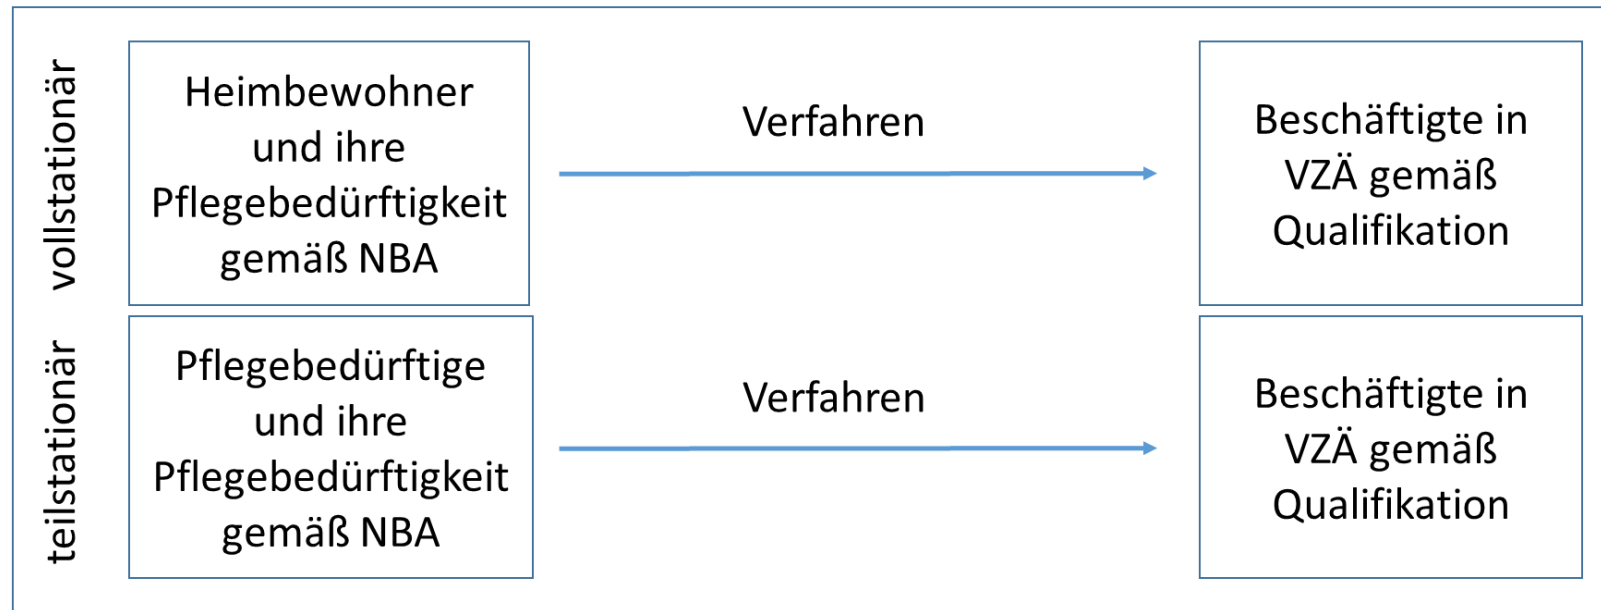 vollstationär
Heimbewohner
und ihre
Pflegebedürftigkeit
gemäß NBA
Verfahren
Beschäftigte in
VZÄ gemäß
Qualifikation
teilstationär
Pflegebedürftige
und ihre
Pflegebedürftigkeit
gemäß NBA
Verfahren
Beschäftigte in
VZÄ gemäß
Qualifikation